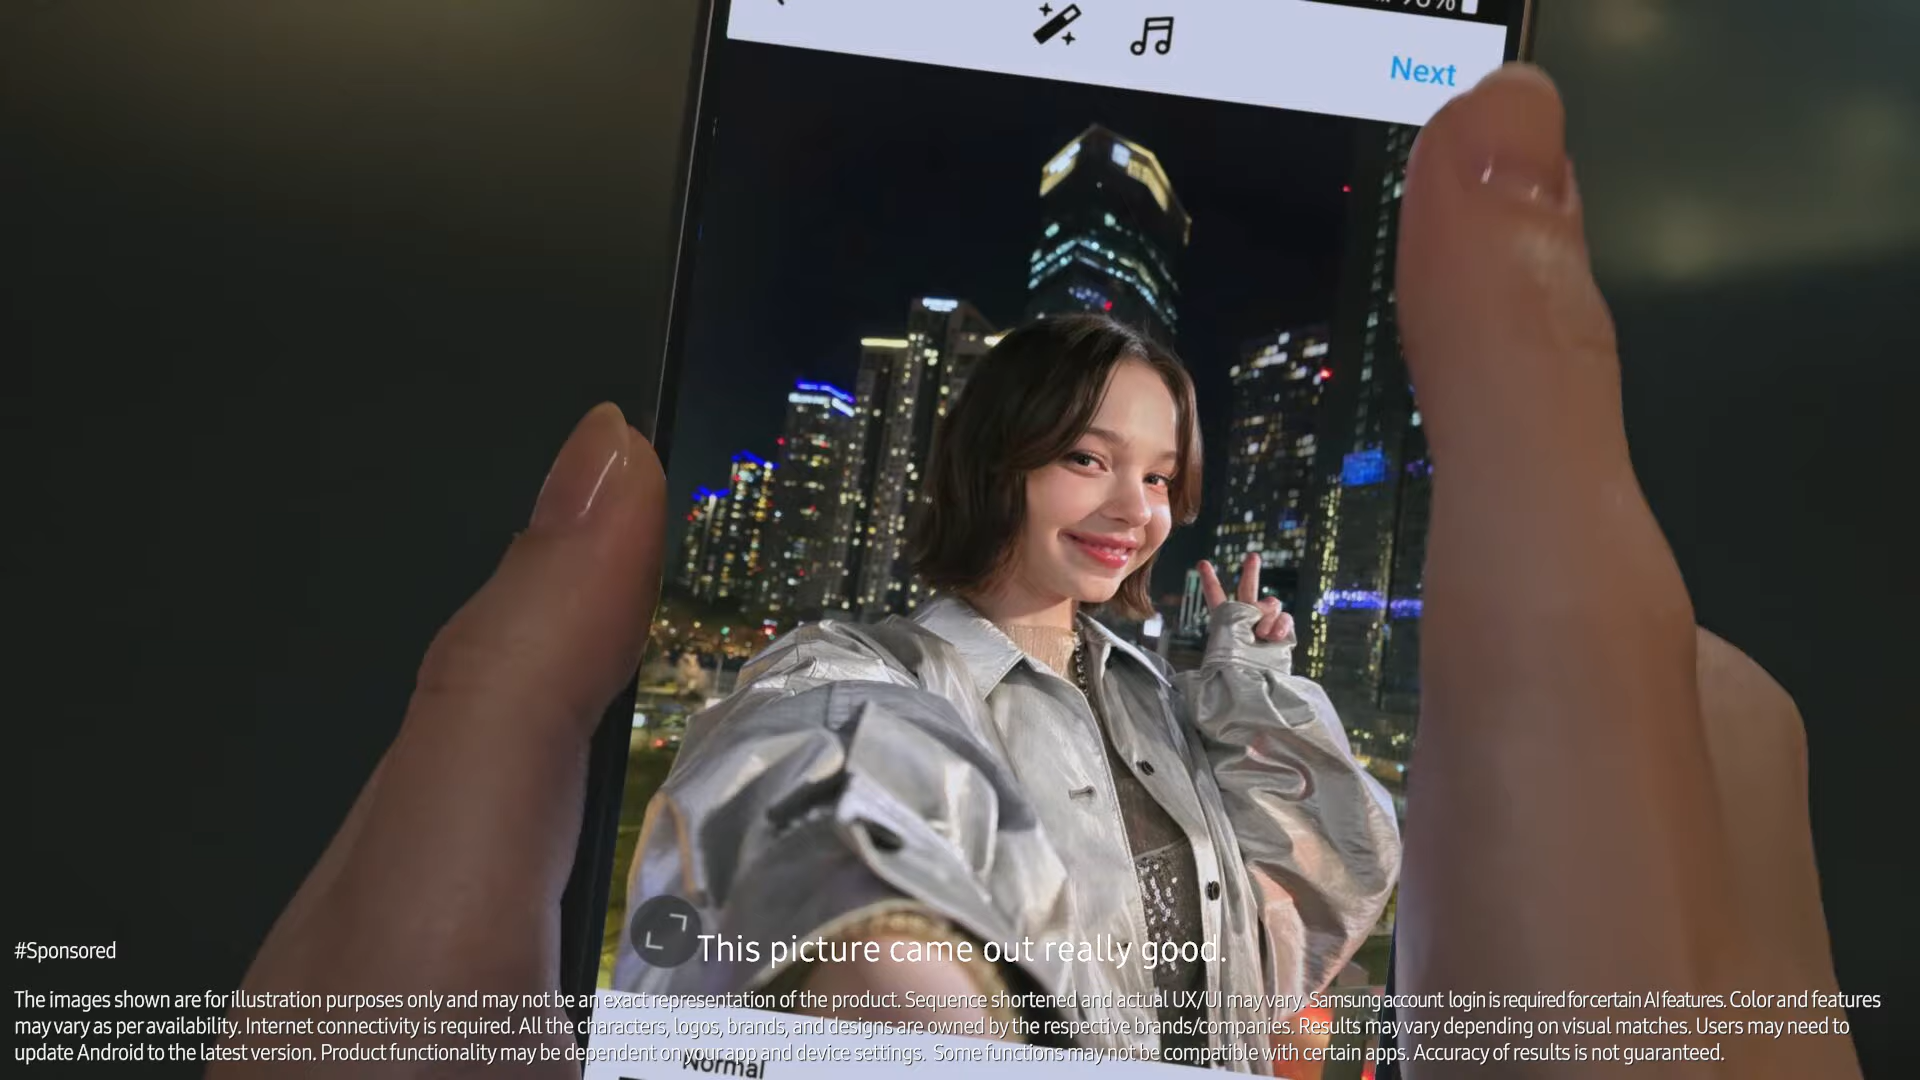 90%
Next
#Sponsored
This picture came out really good.
The images shown are for illustration purposes only and may not be an exact representation of the product. Sequence shortened and actual UX/UI may vary. Samsung account login is required for certain AI features. Color and features
may vary as per availability. Internet connectivity is required. All the characters, logos, brands, and designs are owned by the respective brands/companies. Results may vary depending on visual matches. Users may need to
update Android to the latest version. Product functionality may be dependent on your app and device settings. Some functions may not be compatible with certain apps. Accuracy of results is not guaranteed.
Normal